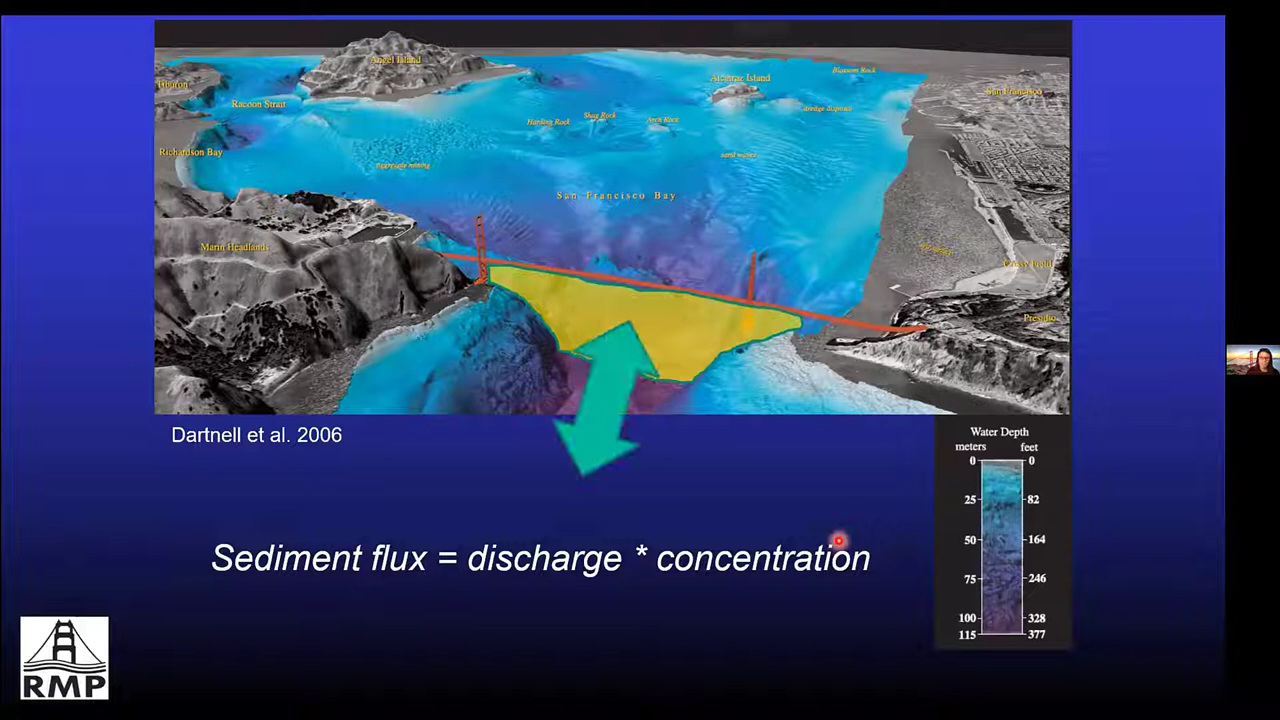 Angel Island
Tiburon
Alcatraz Island
Blossom Rock
San Francisco
Racoon Strait
dredge disposal
Harding Rock
Shag Rock
Arch Rock
Richardson Bay
aggregate mining
sand waves
San Francisco Bay
Marin Headlands
Crissy Field
Presidio
Dartnell et al. 2006
Water Depth
meters feet
0 0
25 82
50 164
75 246
100 328
115 377
Sediment flux = discharge * concentration
RMP